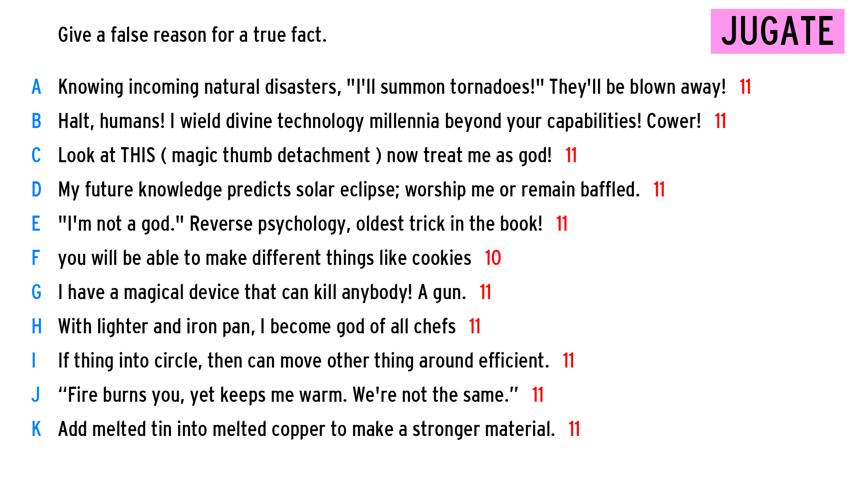 Give a false reason for a true fact.
JUGATE
A Knowing incoming natural disasters, "I'll summon tornadoes!" They'll be blown away! 11
B Halt, humans! I wield divine technology millennia beyond your capabilities! Cower! 11
C Look at THIS ( magic thumb detachment ) now treat me as god! 11
D My future knowledge predicts solar eclipse; worship me or remain baffled. 11
E "I'm not a god." Reverse psychology, oldest trick in the book! 11
F you will be able to make different things like cookies 10
G I have a magical device that can kill anybody! A gun. 11
H With lighter and iron pan, I become god of all chefs 11
I If thing into circle, then can move other thing around efficient. 11
J “Fire burns you, yet keeps me warm. We're not the same.” 11
K Add melted tin into melted copper to make a stronger material. 11